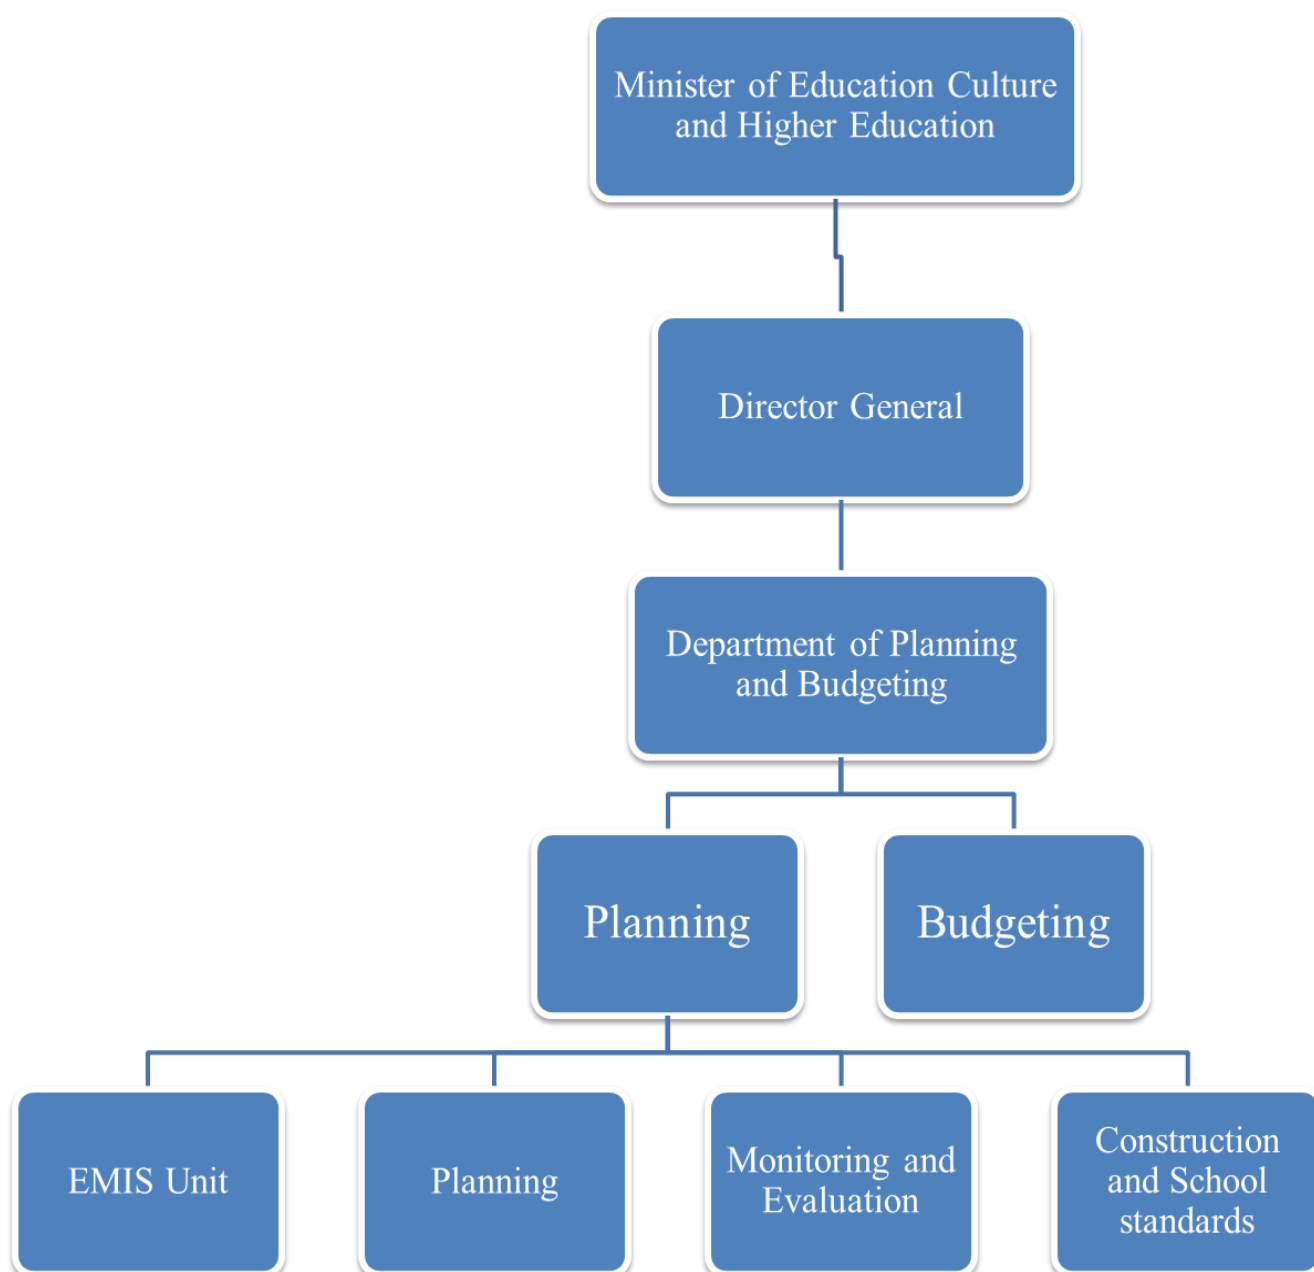 Minister of Education Culture
and Higher Education
Director General
Department of Planning
and Budgeting
Planning
Budgeting
EMIS Unit
Planning
Monitoring and
Evaluation
Construction
and School
standards